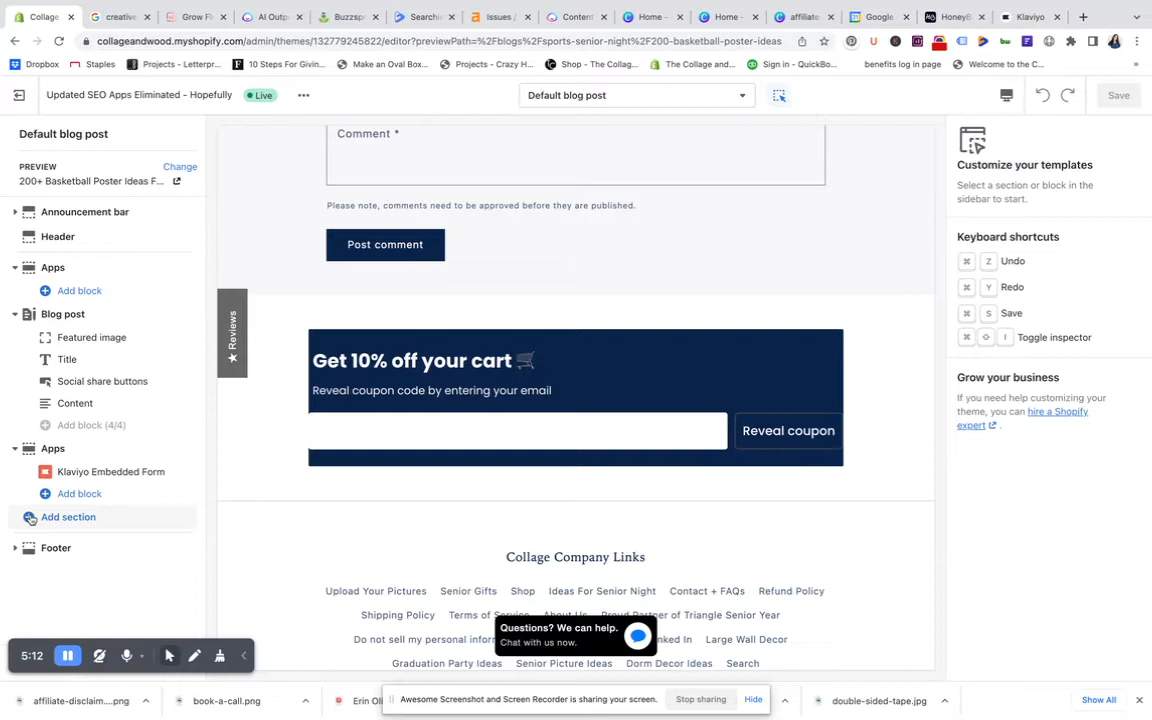 Collage
creative
Grow Fl
AI Outp
Buzzsp
Searchie
Issues /
Content
Home -
Home -
affiliate
Google
HoneyB
Klaviyo
collageandwood.myshopify.com/admin/themes/132779245822/editor?previewPath=%2Fblogs%2Fsports-senior-night%2F200-basketball-poster-ideas
Dropbox
Staples
Projects - Letterpr...
10 Steps For Givin...
Make an Oval Box...
Projects - Crazy H...
Shop - The Collag...
The Collage and...
Sign in - QuickBo...
benefits log in page
Welcome to the C...
»
Updated SEO Apps Eliminated - Hopefully
Live
Default blog post
Save
Default blog post
PREVIEW
Change
200+ Basketball Poster Ideas F...
Announcement bar
Header
Apps
Add block
Blog post
Featured image
Title
Social share buttons
Content
Add block (4/4)
Apps
Klaviyo Embedded Form
Add block
Add section
Footer
Comment *
Please note, comments need to be approved before they are published.
Post comment
★ Reviews
Get 10% off your cart 🛒
Reveal coupon code by entering your email
Reveal coupon
Collage Company Links
Upload Your Pictures Senior Gifts Shop Ideas For Senior Night Contact + FAQs Refund Policy
Shipping Policy Terms of Service About Us Proud Partner of Triangle Senior Year
Do not sell my personal inform nked In Large Wall Decor
Graduation Party Ideas Senior Picture Ideas Dorm Decor Ideas Search
Questions? We can help.
Chat with us now.
Customize your templates
Select a section or block in the
sidebar to start.
Keyboard shortcuts
⌘ Z Undo
⌘ Y Redo
⌘ S Save
⌘ ⇧ I Toggle inspector
Grow your business
If you need help customizing your
theme, you can hire a Shopify
expert .
5:12
affiliate-disclaim....png
book-a-call.png
Erin Oli
Awesome Screenshot and Screen Recorder is sharing your screen.
Stop sharing
Hide
double-sided-tape.jpg
Show All